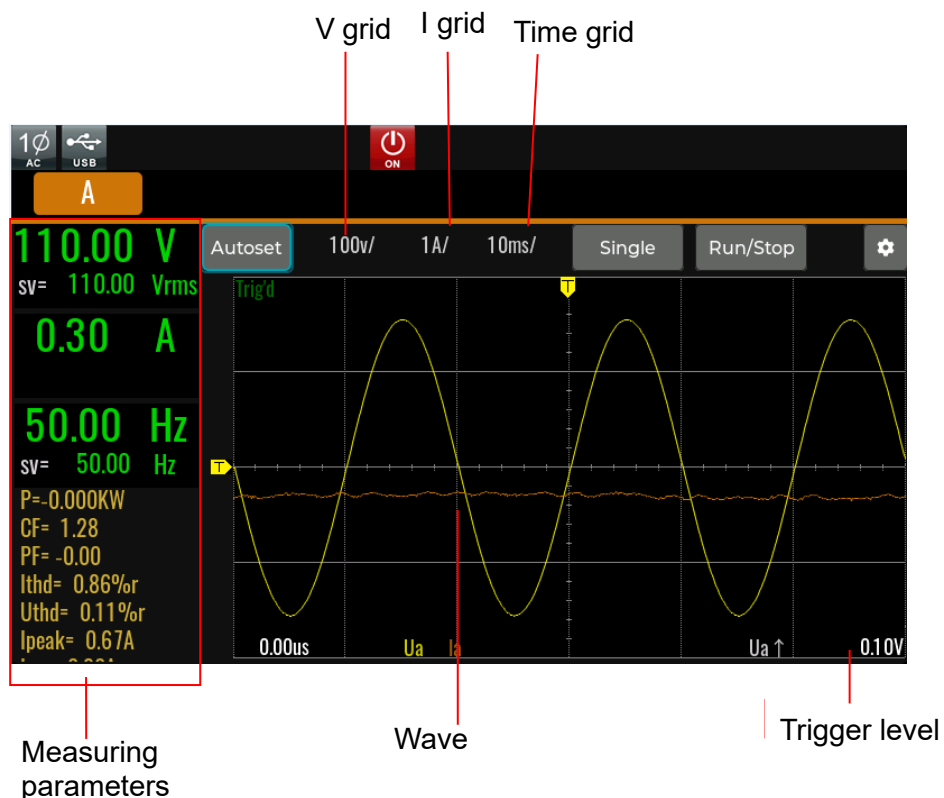 V grid
I grid
Time grid
1Ø
AC
USB
ON
A
110.00 V
sv= 110.00 Vrms
0.30 A
50.00 Hz
sv= 50.00 Hz
P=-0.000KW
CF= 1.28
PF= -0.00
Ithd= 0.86%r
Uthd= 0.11%r
Ipeak= 0.67A
Autoset
100v/
1A/
10ms/
Single
Run/Stop
Trig'd
T
T
0.00us
Ua
Ia
Ua↑
0.10V
Measuring
parameters
Wave
Trigger level